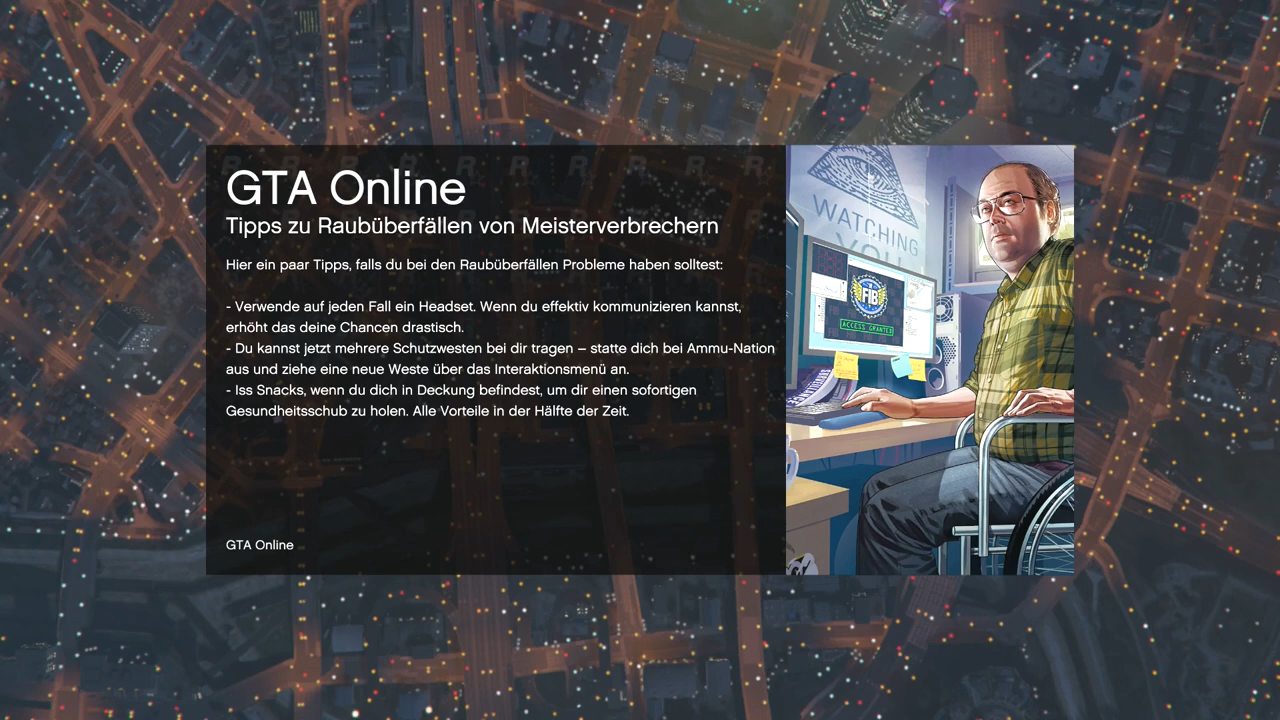 GTA Online
Tipps zu Raubüberfällen von Meisterverbrechern
Hier ein paar Tipps, falls du bei den Raubüberfällen Probleme haben solltest:
- Verwende auf jeden Fall ein Headset. Wenn du effektiv kommunizieren kannst,
erhöht das deine Chancen drastisch.
- Du kannst jetzt mehrere Schutzwesten bei dir tragen – statte dich bei Ammu-Nation
aus und ziehe eine neue Weste über das Interaktionsmenü an.
- Iss Snacks, wenn du dich in Deckung befindest, um dir einen sofortigen
Gesundheitsschub zu holen. Alle Vorteile in der Hälfte der Zeit.
GTA Online
WATCHING
YOU
FIB
ACCESS GRANTED